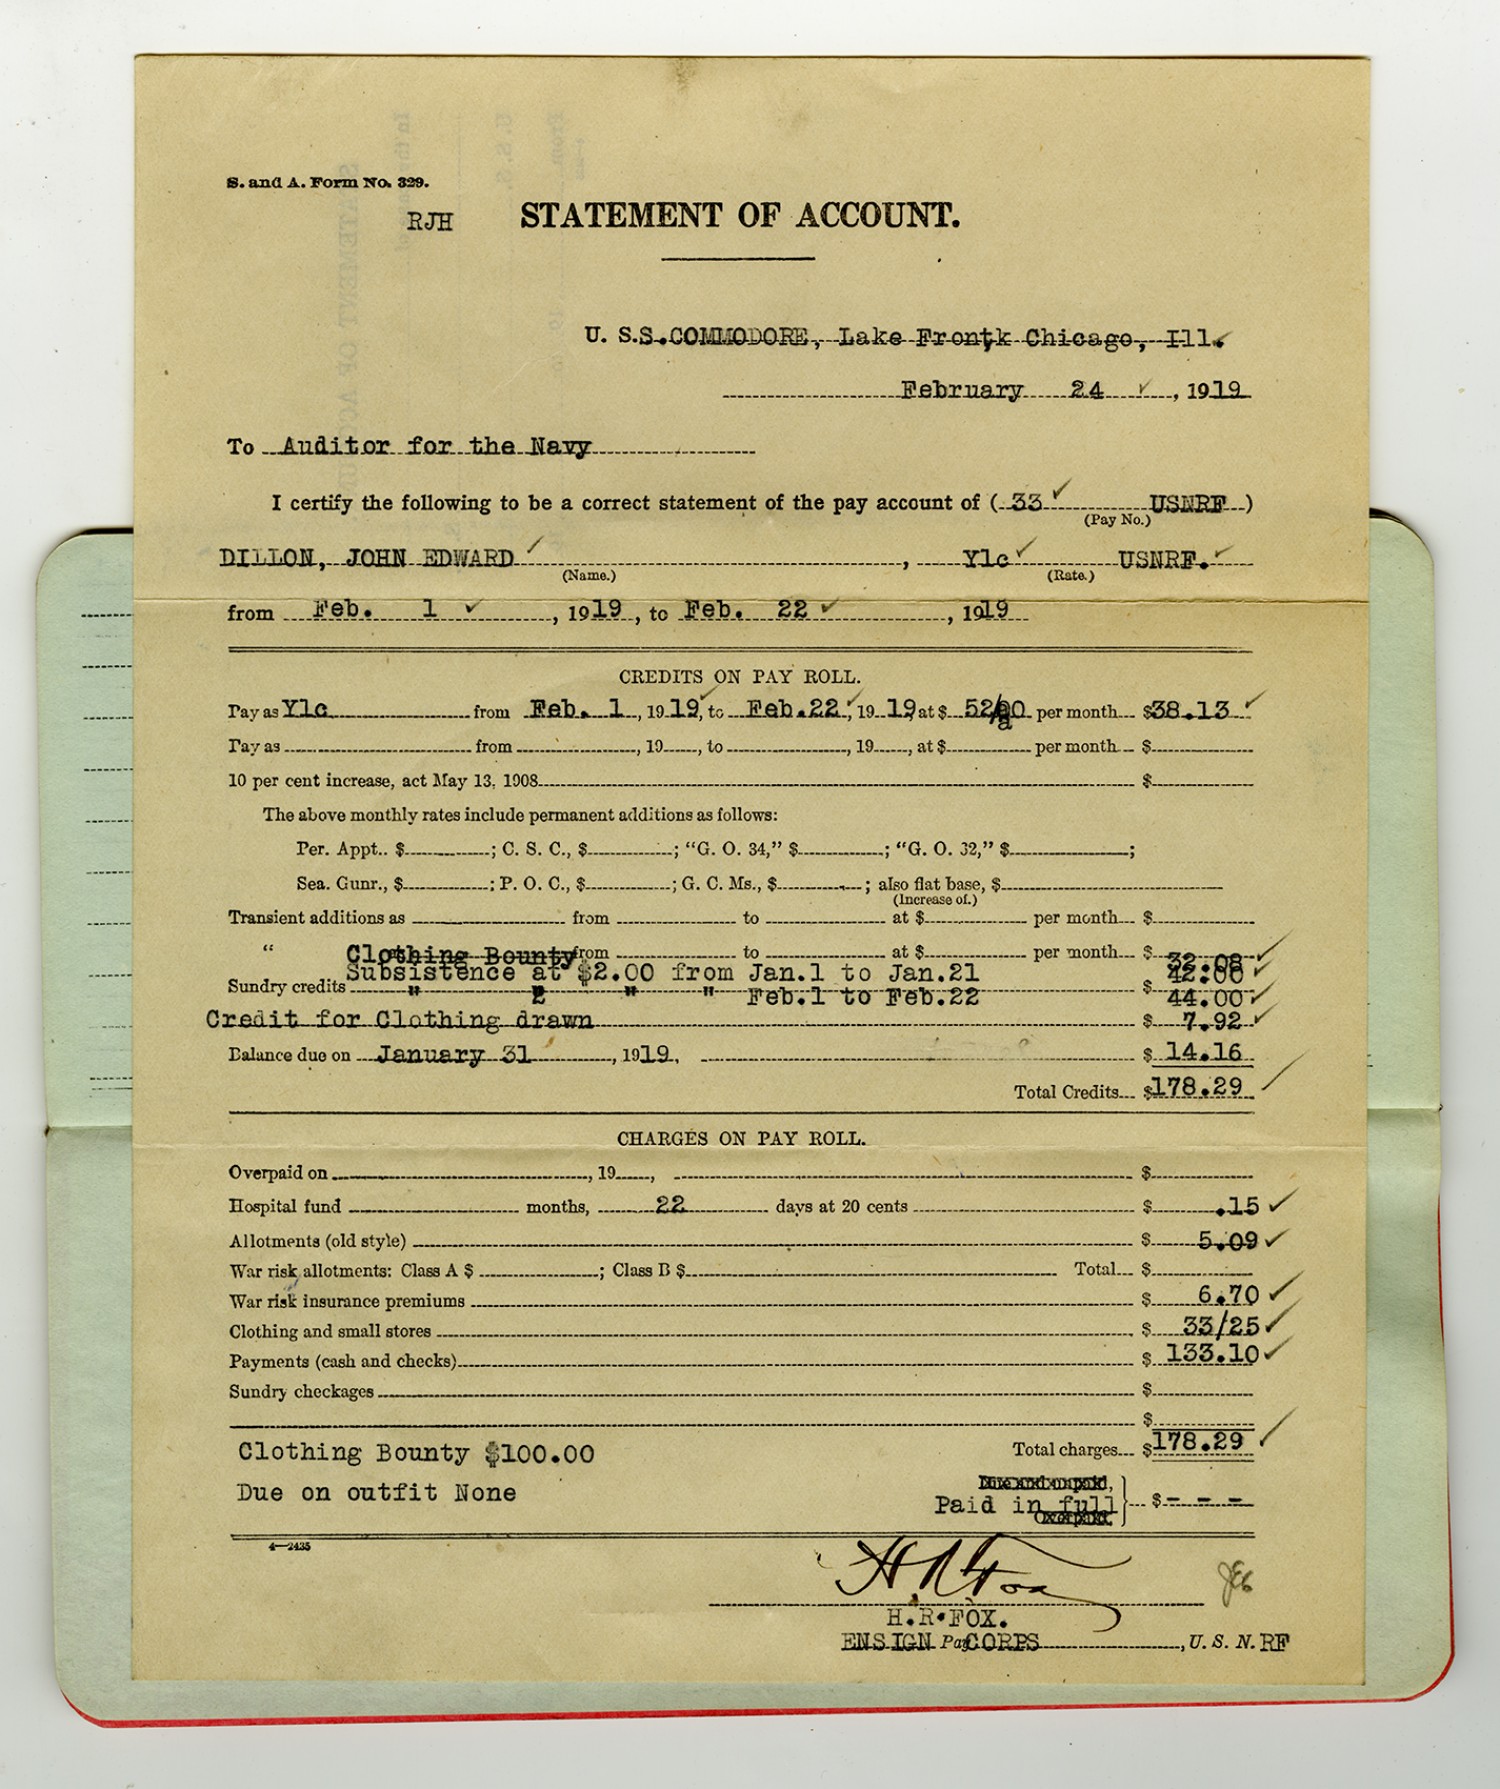 S. and A. Form No. 329.
RJH STATEMENT OF ACCOUNT.
U. S.S.COMMODORE, Lake Front, Chicago, Ill.
February 24, 1919
To Auditor for the Navy
I certify the following to be a correct statement of the pay account of (33 USNRF)
(Pay No.)
DILLON, JOHN EDWARD, Y1c USNRF.
(Name.) (Rate.)
from Feb. 1, 1919, to Feb. 22, 1919
CREDITS ON PAY ROLL.
Pay as Y1c from Feb. 1, 1919, to Feb.22, 1919 at $ 52/00 per month $38.13
Pay as from , 19 , to , 19 , at $ per month $
10 per cent increase, act May 13, 1908 $
The above monthly rates include permanent additions as follows:
Per. Appt.. $ ; C. S. C., $ ; “G. O. 34,” $ ; “G. O. 32,” $ ;
Sea. Gunr., $ ; P. O. C., $ ; G. C. Ms., $ ; also flat base, $
(Increase of.)
Transient additions as from to at $ per month $
“ Clothing Bounty from to at $ per month $ 32.08
Subsistence at $2.00 from Jan.1 to Jan.21 42.00
Sundry credits " " " " Feb.1 to Feb.22 $ 44.00
Credit for Clothing drawn $ 7.92
Balance due on January 31, 1919, $ 14.16
Total Credits $178.29
CHARGES ON PAY ROLL.
Overpaid on , 19 , $
Hospital fund months, 22 days at 20 cents $ .15
Allotments (old style) $ 5.09
War risk allotments: Class A $ ; Class B $ Total $
War risk insurance premiums $ 6.70
Clothing and small stores $ 33/25
Payments (cash and checks) $ 133.10
Sundry checkages $
$
Clothing Bounty $100.00 Total charges $178.29
Due on outfit None
Paid in full } $ - - -
4—2435
H R Fox
H.R.FOX.
ENSIGN Pay CORPS, U. S. N. RF